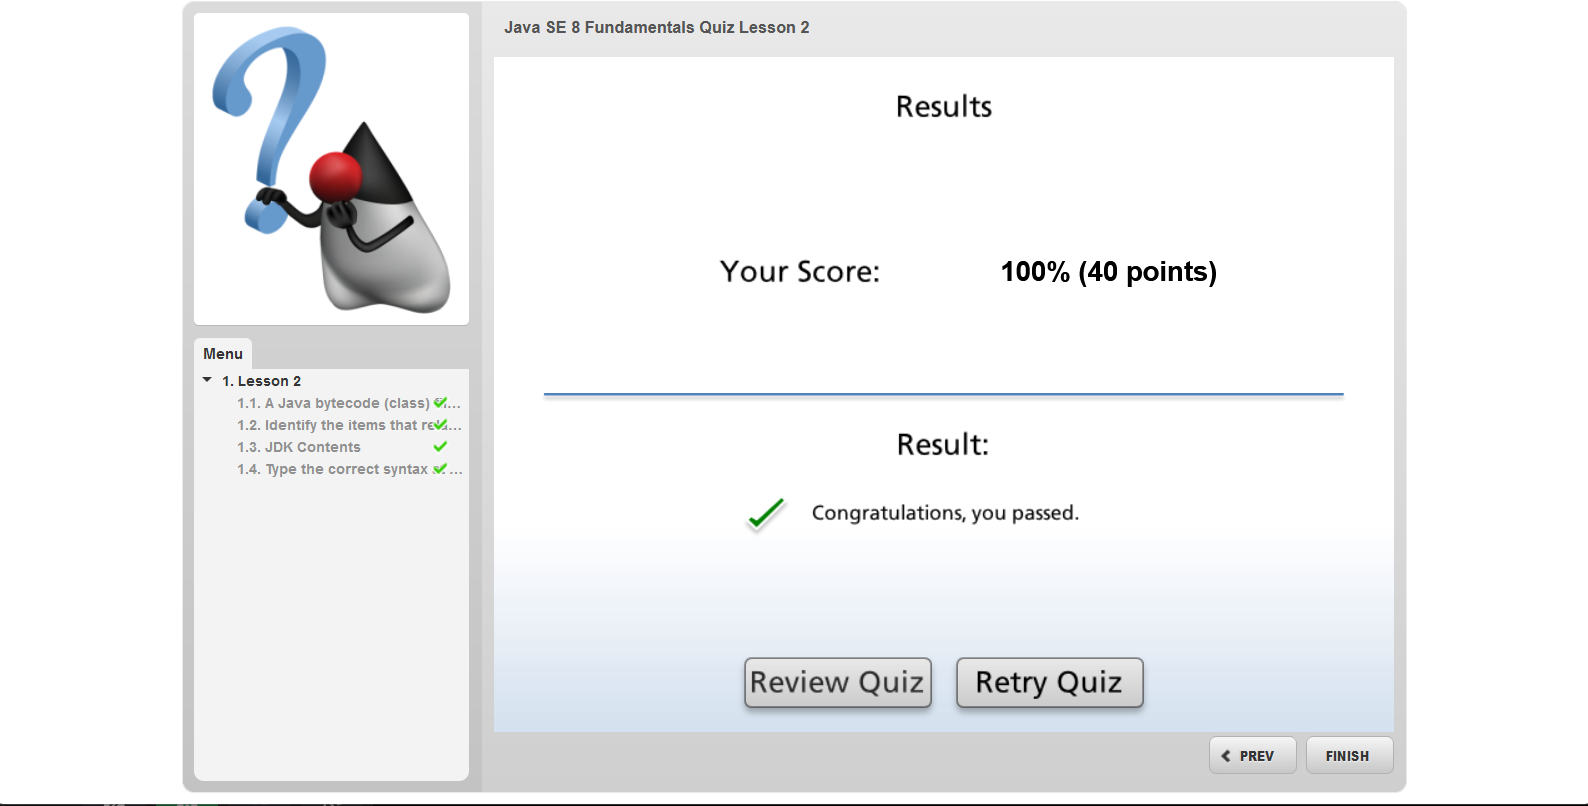 Java SE 8 Fundamentals Quiz Lesson 2
Menu
1. Lesson 2
1.1. A Java bytecode (class)
1.2. Identify the items that
1.3. JDK Contents
1.4. Type the correct syntax
Results
Your Score: 100% (40 points)
Result:
Congratulations, you passed.
Review Quiz Retry Quiz
PREV FINISH